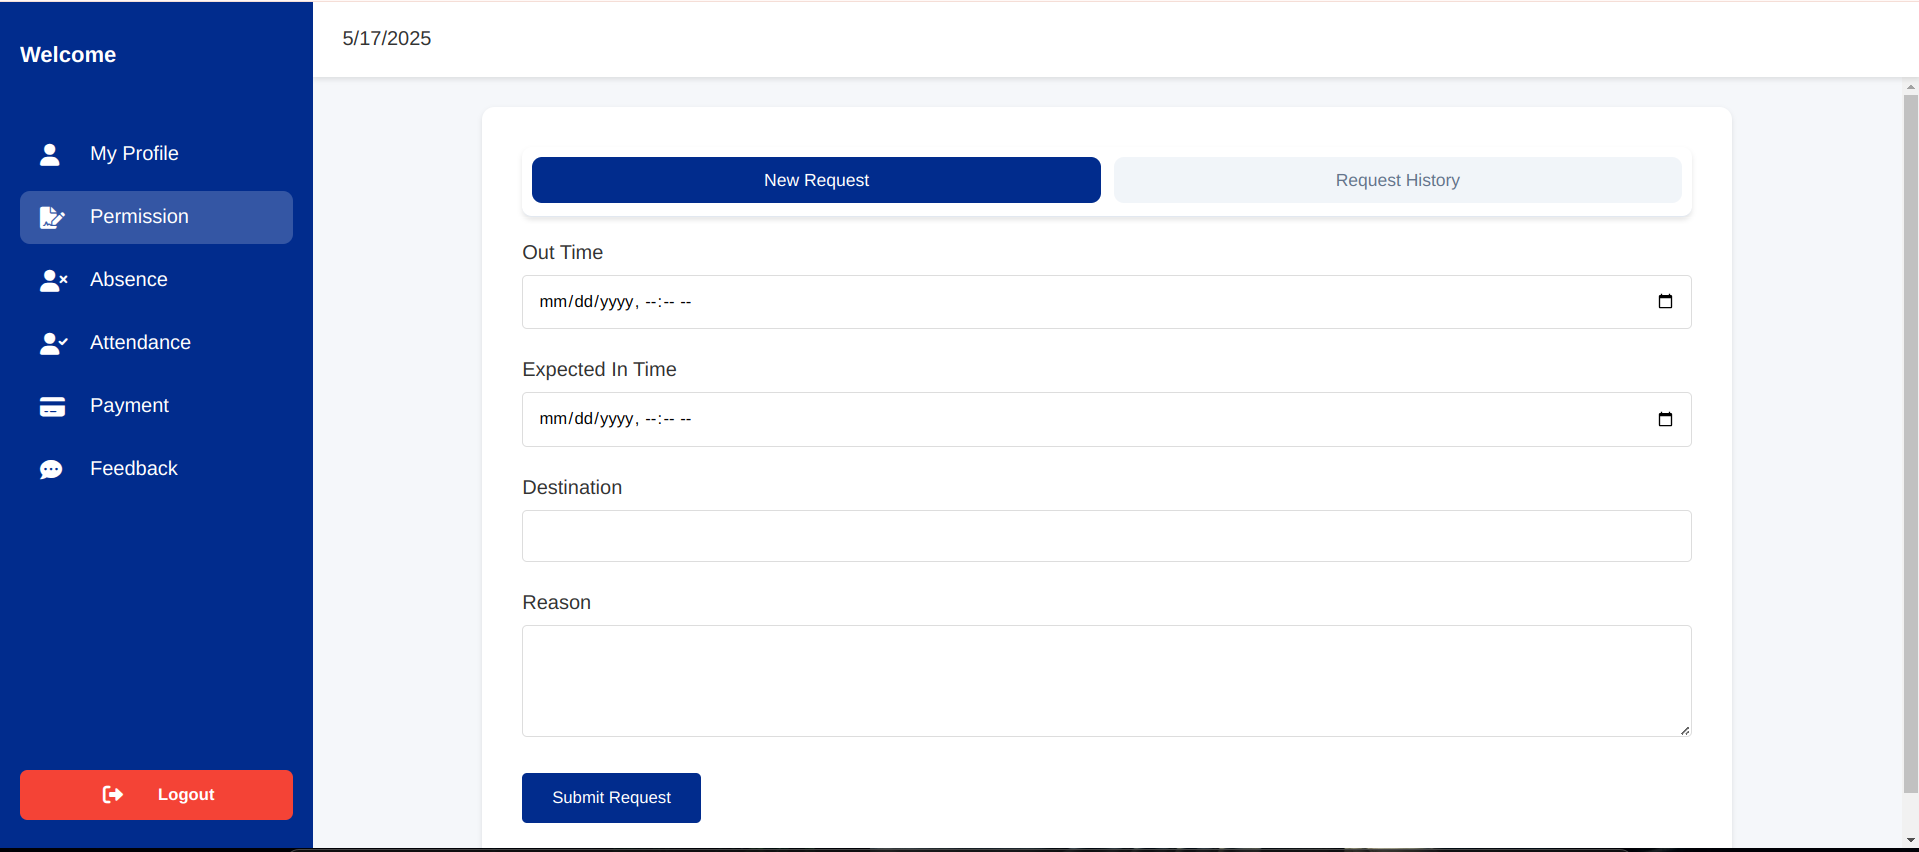 Welcome
My Profile
Permission
Absence
Attendance
Payment
Feedback
Logout
5/17/2025
New Request
Request History
Out Time
mm/dd/yyyy, --:-- --
Expected In Time
mm/dd/yyyy, --:-- --
Destination
Reason
Submit Request